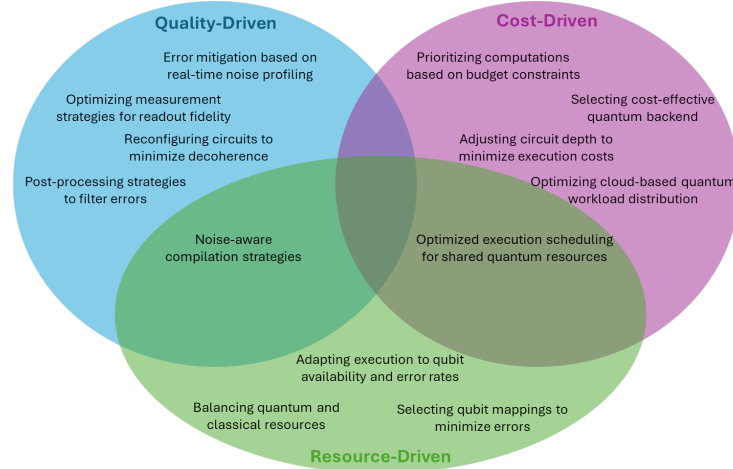 Quality-Driven
Cost-Driven
Error mitigation based on
real-time noise profiling
Prioritizing computations
based on budget constraints
Optimizing measurement
strategies for readout fidelity
Selecting cost-effective
quantum backend
Reconfiguring circuits to
minimize decoherence
Adjusting circuit depth to
minimize execution costs
Post-processing strategies
to filter errors
Optimizing cloud-based quantum
workload distribution
Noise-aware
compilation strategies
Optimized execution scheduling
for shared quantum resources
Adapting execution to qubit
availability and error rates
Balancing quantum and
classical resources
Selecting qubit mappings to
minimize errors
Resource-Driven